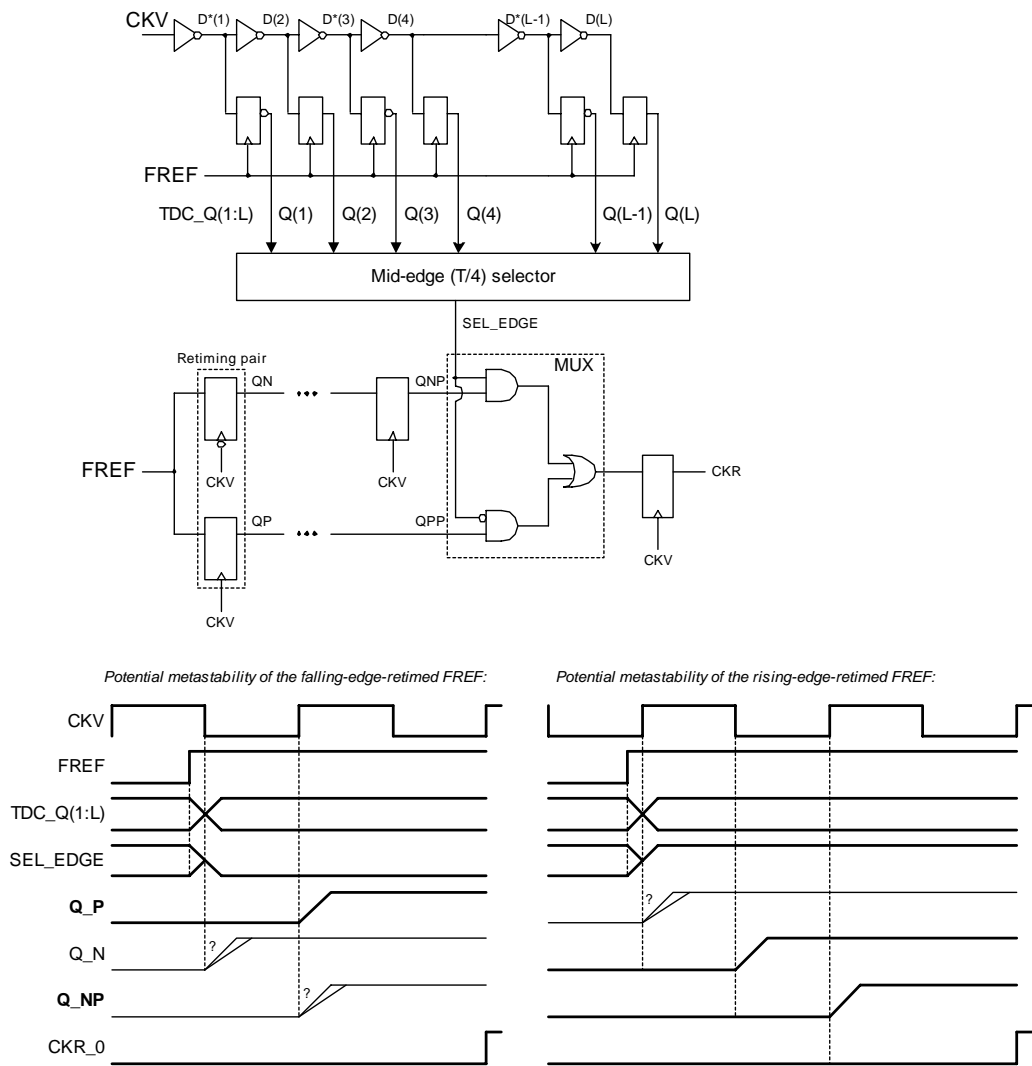 CKV
D*(1)
D(2)
D*(3)
D(4)
D*(L-1)
D(L)
FREF
TDC_Q(1:L)
Q(1)
Q(2)
Q(3)
Q(4)
Q(L-1)
Q(L)
Mid-edge (T/4) selector
SEL_EDGE
Retiming pair
QN
QNP
MUX
CKV
CKV
FREF
CKR
QP
QPP
CKV
CKV
Potential metastability of the falling-edge-retimed FREF:
Potential metastability of the rising-edge-retimed FREF:
CKV
FREF
TDC_Q(1:L)
SEL_EDGE
Q_P
?
Q_N
?
Q_NP
?
CKR_0